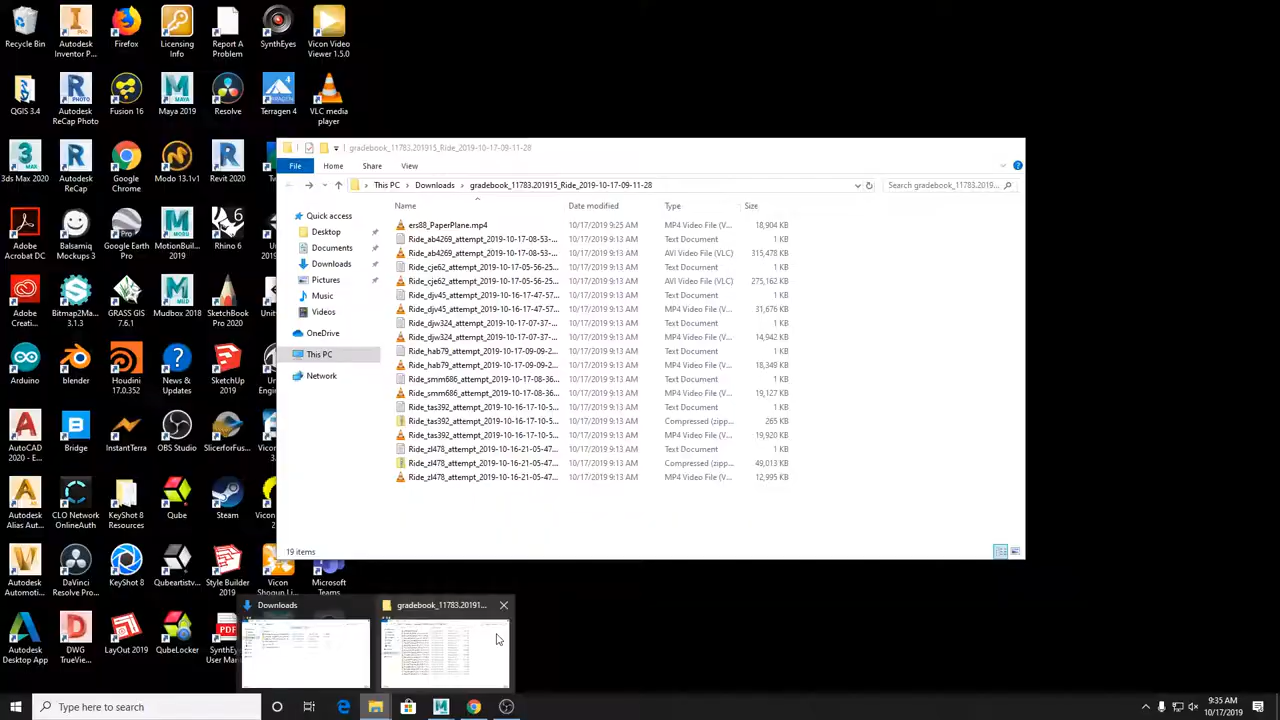 Recycle Bin
Autodesk Inventor P...
Firefox
Licensing Info
Report A Problem
SynthEyes
Vicon Video Viewer 1.5.0
QGIS 3.4
Autodesk ReCap Photo
Fusion 16
Maya 2019
Resolve
Terragen 4
VLC media player
3ds Max 2020
Autodesk ReCap
Google Chrome
Modo 13.1v1
Revit 2020
Adobe Acrobat DC
Balsamiq Mockups 3
Google Earth Pro
MotionBuil... 2019
Rhino 6
Adobe Creati...
Bitmap2Ma... 3.1.3
GRASS GIS 7.6.1
Mudbox 2018
SketchBook Pro 2020
Arduino
blender
Houdini 17.0.352
News & Updates
SketchUp 2019
AutoCAD 2020 - E...
Bridge
InstantTerra
OBS Studio
SlicerforFus...
Autodesk Alias Aut...
CLO Network OnlineAuth
KeyShot 8 Resources
Qube
Steam
Autodesk Automoti...
DaVinci Resolve Pro...
KeyShot 8
Qubeartistv...
Style Builder 2019
Vicon Shogun Li...
Microsoft Teams
DWG TrueVie...
gradebook_11783.201915_Ride_2019-10-17-09-11-28
File Home Share View
This PC > Downloads > gradebook_11783.201915_Ride_2019-10-17-09-11-28
Search gradebook_11783.2019...
Quick access
Desktop
Documents
Downloads
Pictures
Music
Videos
OneDrive
This PC
Network
Name Date modified Type Size
ers88_PaperPlane.mp4 10/17/2019 9:25 AM MP4 Video File (V... 18,904 KB
Ride_ab4269_attempt_2019-10-17-08-53-... 10/17/2019 9:13 AM Text Document 1 KB
Ride_ab4269_attempt_2019-10-17-08-53-... 10/17/2019 9:13 AM AVI Video File (VLC) 315,478 KB
Ride_cje62_attempt_2019-10-17-05-56-25... 10/17/2019 9:13 AM Text Document 1 KB
Ride_cje62_attempt_2019-10-17-05-56-25... 10/17/2019 9:13 AM AVI Video File (VLC) 275,162 KB
Ride_djv45_attempt_2019-10-16-17-47-57... 10/17/2019 9:13 AM Text Document 1 KB
Ride_djv45_attempt_2019-10-16-17-47-57... 10/17/2019 9:13 AM MP4 Video File (V... 31,676 KB
Ride_djw324_attempt_2019-10-17-07-37-... 10/17/2019 9:13 AM Text Document 1 KB
Ride_djw324_attempt_2019-10-17-07-37-... 10/17/2019 9:13 AM MP4 Video File (V... 14,942 KB
Ride_hab79_attempt_2019-10-17-09-09-2... 10/17/2019 9:13 AM Text Document 1 KB
Ride_hab79_attempt_2019-10-17-09-09-2... 10/17/2019 9:13 AM MP4 Video File (V... 18,349 KB
Ride_smm686_attempt_2019-10-17-08-36... 10/17/2019 9:13 AM Text Document 1 KB
Ride_smm686_attempt_2019-10-17-08-36... 10/17/2019 9:13 AM MP4 Video File (V... 19,127 KB
Ride_tas392_attempt_2019-10-16-17-10-5... 10/17/2019 9:13 AM Text Document 1 KB
Ride_tas392_attempt_2019-10-16-17-10-5... 10/17/2019 9:13 AM Compressed (zipp... 265 KB
Ride_tas392_attempt_2019-10-16-17-10-5... 10/17/2019 9:13 AM MP4 Video File (V... 19,920 KB
Ride_zl478_attempt_2019-10-16-21-05-47... 10/17/2019 9:13 AM Text Document 1 KB
Ride_zl478_attempt_2019-10-16-21-05-47... 10/17/2019 9:13 AM Compressed (zipp... 49,013 KB
Ride_zl478_attempt_2019-10-16-21-05-47... 10/17/2019 9:13 AM MP4 Video File (V... 12,995 KB
19 items
Downloads
gradebook_11783.20191...
Type here to search
9:35 AM
10/17/2019